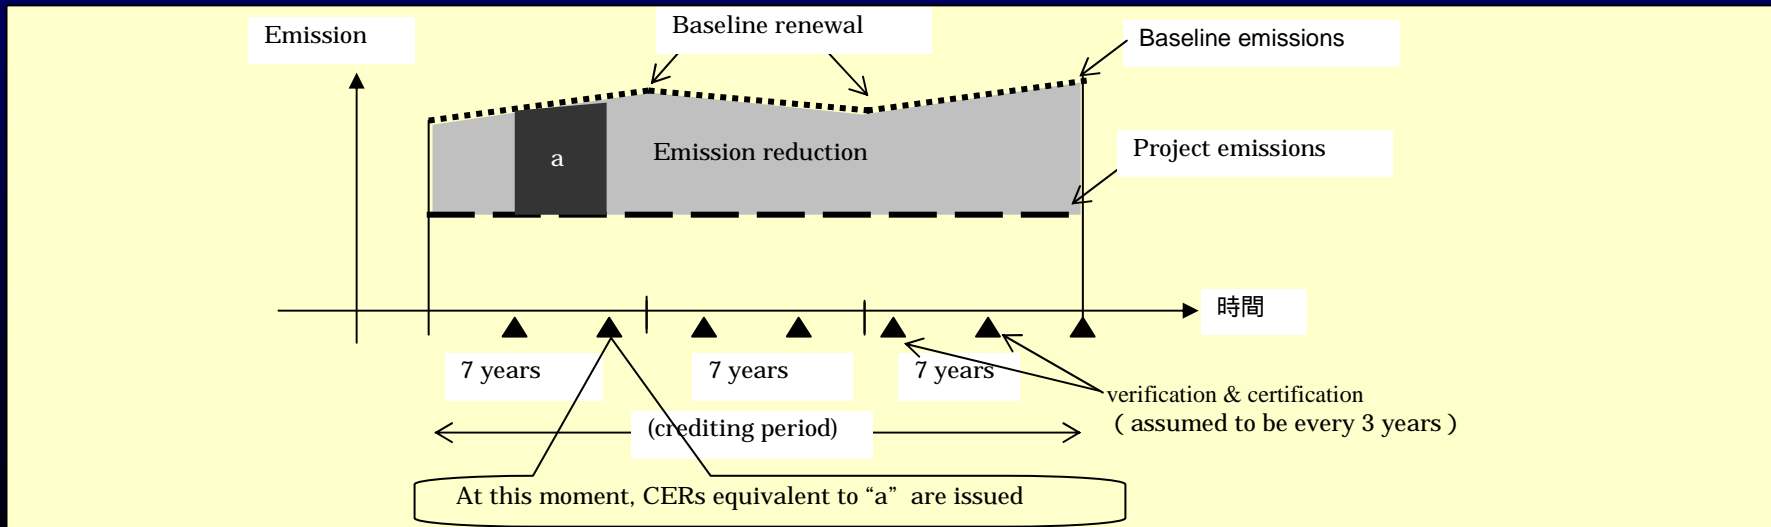 Emission
Baseline renewal
Baseline emissions
a
Emission reduction
Project emissions
時間
7 years
7 years
7 years
verification & certification
( assumed to be every 3 years )
(crediting period)
At this moment, CERs equivalent to “a” are issued